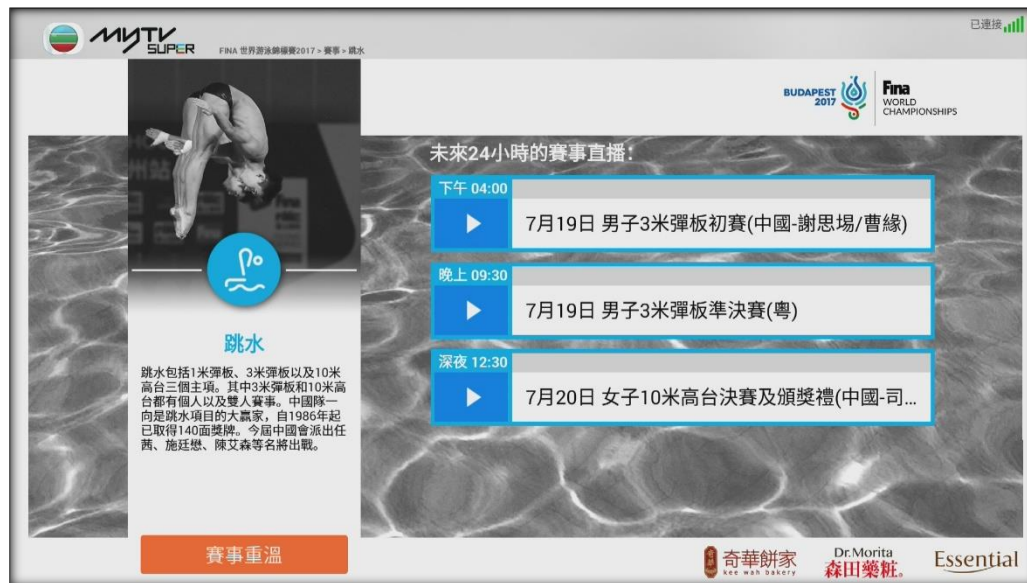 MYTV SUPER
FINA 世界游泳錦標賽2017 > 賽事 > 跳水
已連接
BUDAPEST 2017
Fina
WORLD
CHAMPIONSHIPS
未來24小時的賽事直播:
下午 04:00
7月19日 男子3米彈板初賽(中國-謝思埸/曹緣)
晚上 09:30
7月19日 男子3米彈板準決賽(粵)
深夜 12:30
7月20日 女子10米高台決賽及頒獎禮(中國-司...
跳水
跳水包括1米彈板、3米彈板以及10米
高台三個主項。其中3米彈板和10米高
台都有個人以及雙人賽事。中國隊一
向是跳水項目的大贏家，自1986年起
已取得140面獎牌。今屆中國會派出任
茜、施廷懋、陳艾森等名將出戰。
賽事重溫
奇華餅家
kee wah bakery
Dr.Morita
森田藥粧
Essential